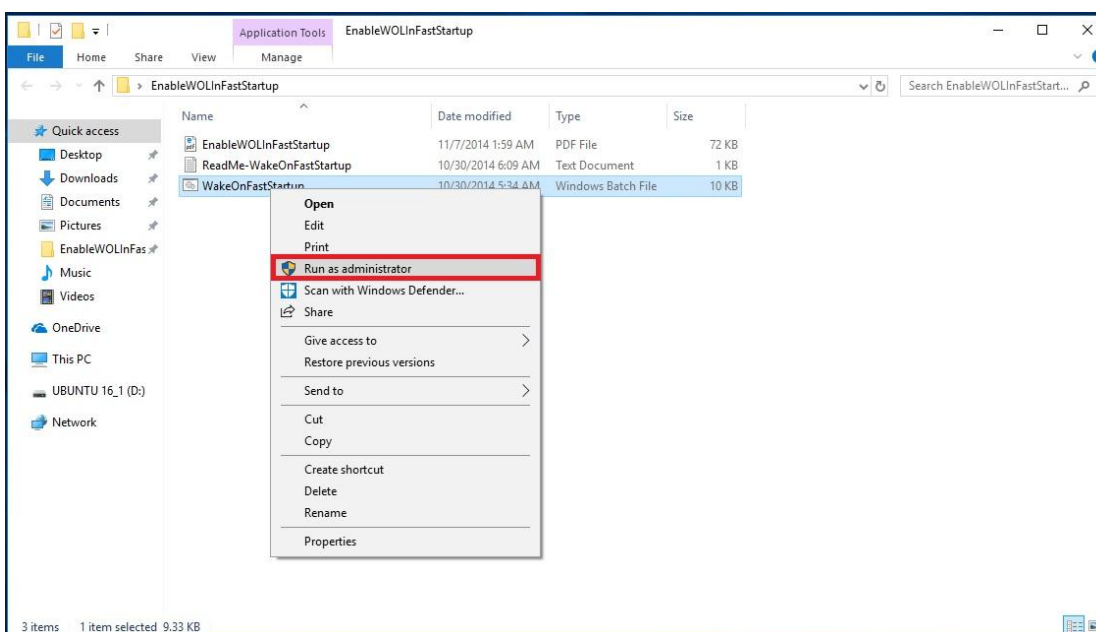 Application Tools
EnableWOLInFastStartup
File
Home
Share
View
Manage
EnableWOLInFastStartup
Search EnableWOLInFastStart...
Name
Date modified
Type
Size
Quick access
Desktop
Downloads
Documents
Pictures
EnableWOLInFas
Music
Videos
OneDrive
This PC
UBUNTU 16_1 (D:)
Network
EnableWOLInFastStartup 11/7/2014 1:59 AM PDF File 72 KB
ReadMe-WakeOnFastStartup 10/30/2014 6:09 AM Text Document 1 KB
WakeOnFastStartup 10/30/2014 5:34 AM Windows Batch File 10 KB
Open
Edit
Print
Run as administrator
Scan with Windows Defender...
Share
Give access to
Restore previous versions
Send to
Cut
Copy
Create shortcut
Delete
Rename
Properties
3 items 1 item selected 9.33 KB